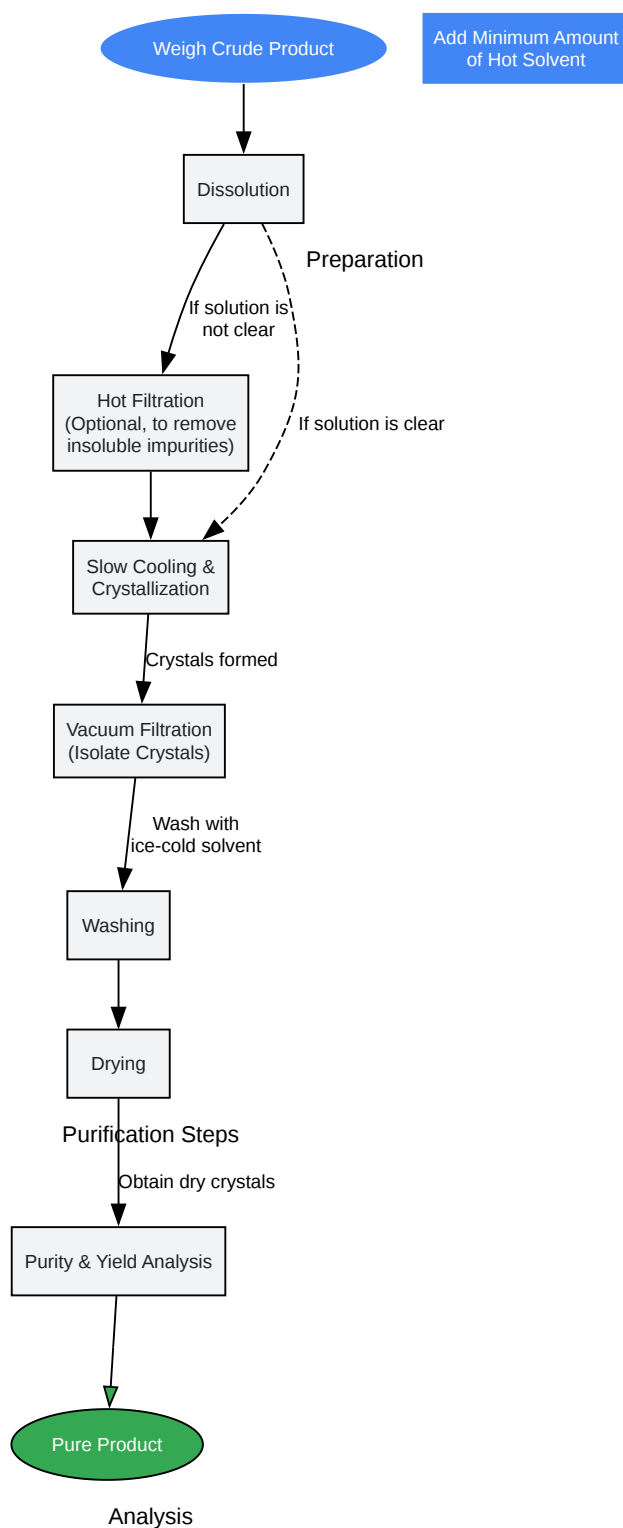 Weigh Crude Product
Add Minimum Amount
of Hot Solvent
Dissolution
Preparation
If solution is
not clear
Hot Filtration
(Optional, to remove
insoluble impurities)
If solution is clear
Slow Cooling &
Crystallization
Crystals formed
Vacuum Filtration
(Isolate Crystals)
Wash with
ice-cold solvent
Washing
Drying
Purification Steps
Obtain dry crystals
Purity & Yield Analysis
Pure Product
Analysis